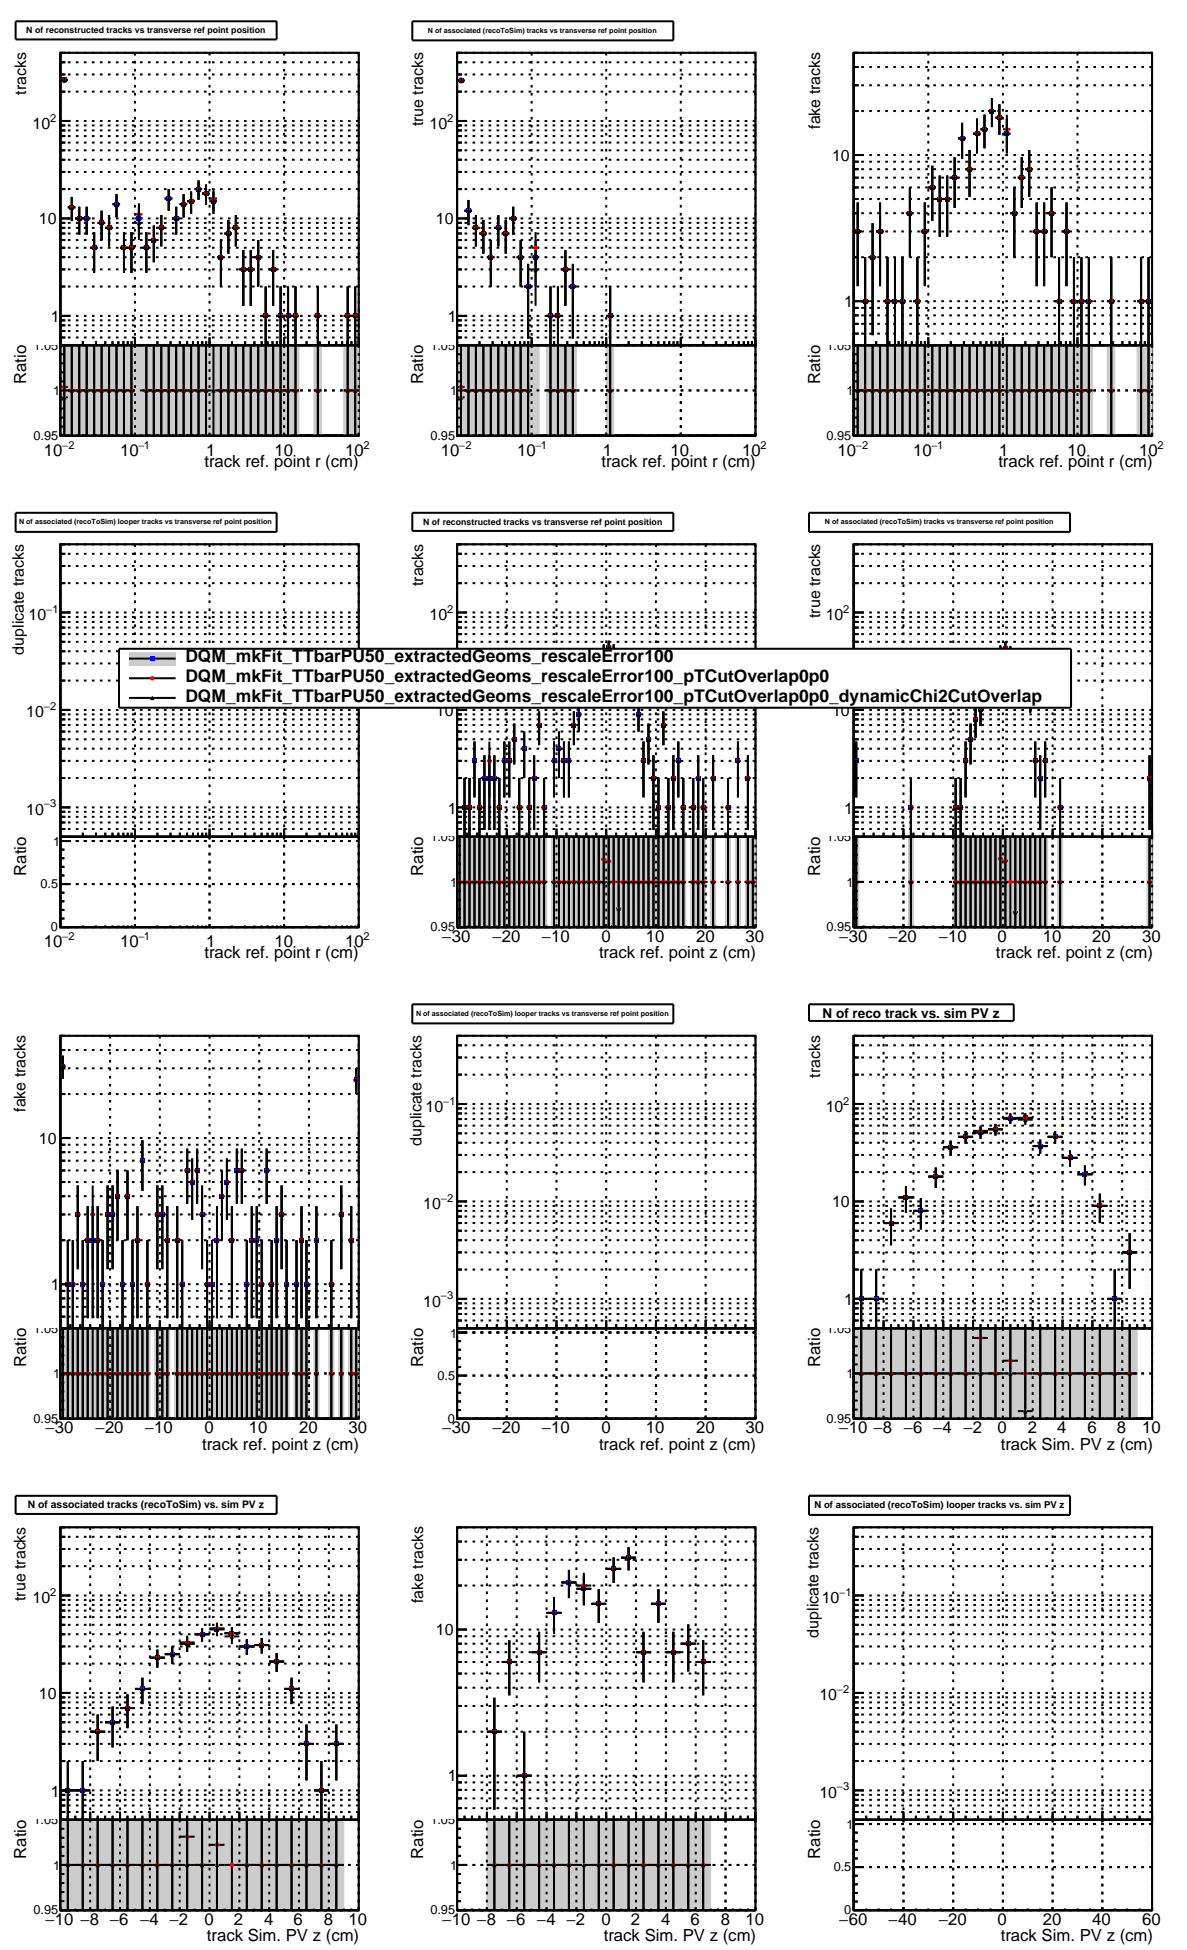 N of reconstructed tracks vs transverse ref point position
N of associated (recoToSim) tracks vs transverse ref point position
tracks
true tracks
fake tracks
10²
10
1
10²
10
1
10
1
Ratio
1.05
1
0.95
Ratio
1.05
1
0.95
Ratio
1.05
1
0.95
10−2 10−1 1 10 10²
10−2 10−1 1 10 10²
10−2 10−1 1 10 10²
track ref. point r (cm)
track ref. point r (cm)
track ref. point r (cm)
N of associated (recoToSim) looper tracks vs transverse ref point position
N of reconstructed tracks vs transverse ref point position
N of associated (recoToSim) tracks vs transverse ref point position
duplicate tracks
tracks
true tracks
10−1
10²
10²
DQM_mkFit_TTbarPU50_extractedGeoms_rescaleError100
DQM_mkFit_TTbarPU50_extractedGeoms_rescaleError100_pTCutOverlap0p0
DQM_mkFit_TTbarPU50_extractedGeoms_rescaleError100_pTCutOverlap0p0_dynamicChi2CutOverlap
10−2
10
10
10−3
1
1
Ratio
1
0.5
0
Ratio
1.05
1
0.95
Ratio
1.05
1
0.95
10−2 10−1 1 10 10²
−30 −20 −10 0 10 20 30
−30 −20 −10 0 10 20 30
track ref. point r (cm)
track ref. point z (cm)
track ref. point z (cm)
N of associated (recoToSim) looper tracks vs transverse ref point position
N of reco track vs. sim PV z
fake tracks
duplicate tracks
tracks
10
1
10−1
10−2
10−3
10²
10
1
Ratio
1.05
1
0.95
Ratio
1
0.5
0
Ratio
1.05
1
0.95
−30 −20 −10 0 10 20 30
−30 −20 −10 0 10 20 30
−10 −8 −6 −4 −2 0 2 4 6 8 10
track ref. point z (cm)
track ref. point z (cm)
track Sim. PV z (cm)
N of associated tracks (recoToSim) vs. sim PV z
N of associated (recoToSim) looper tracks vs. sim PV z
true tracks
fake tracks
duplicate tracks
10²
10
1
10
1
10−1
10−2
10−3
Ratio
1.05
1
0.95
Ratio
1.05
1
0.95
Ratio
1
0.5
0
−10 −8 −6 −4 −2 0 2 4 6 8 10
−10 −8 −6 −4 −2 0 2 4 6 8 10
−60 −40 −20 0 20 40 60
track Sim. PV z (cm)
track Sim. PV z (cm)
track Sim. PV z (cm)